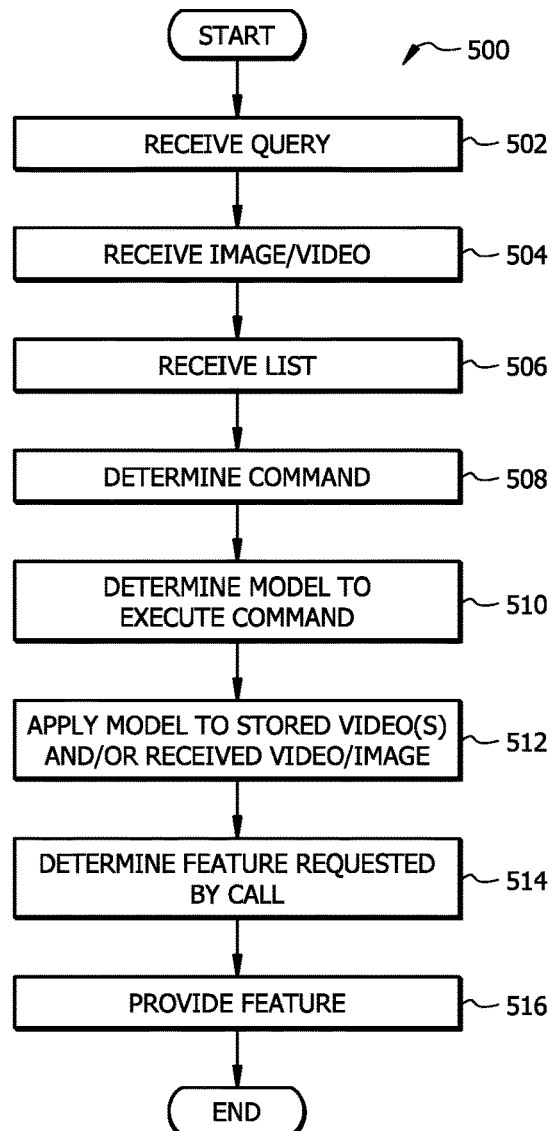 START
500
RECEIVE QUERY
502
RECEIVE IMAGE/VIDEO
504
RECEIVE LIST
506
DETERMINE COMMAND
508
DETERMINE MODEL TO
EXECUTE COMMAND
510
APPLY MODEL TO STORED VIDEO(S)
AND/OR RECEIVED VIDEO/IMAGE
512
DETERMINE FEATURE REQUESTED
BY CALL
514
PROVIDE FEATURE
516
END